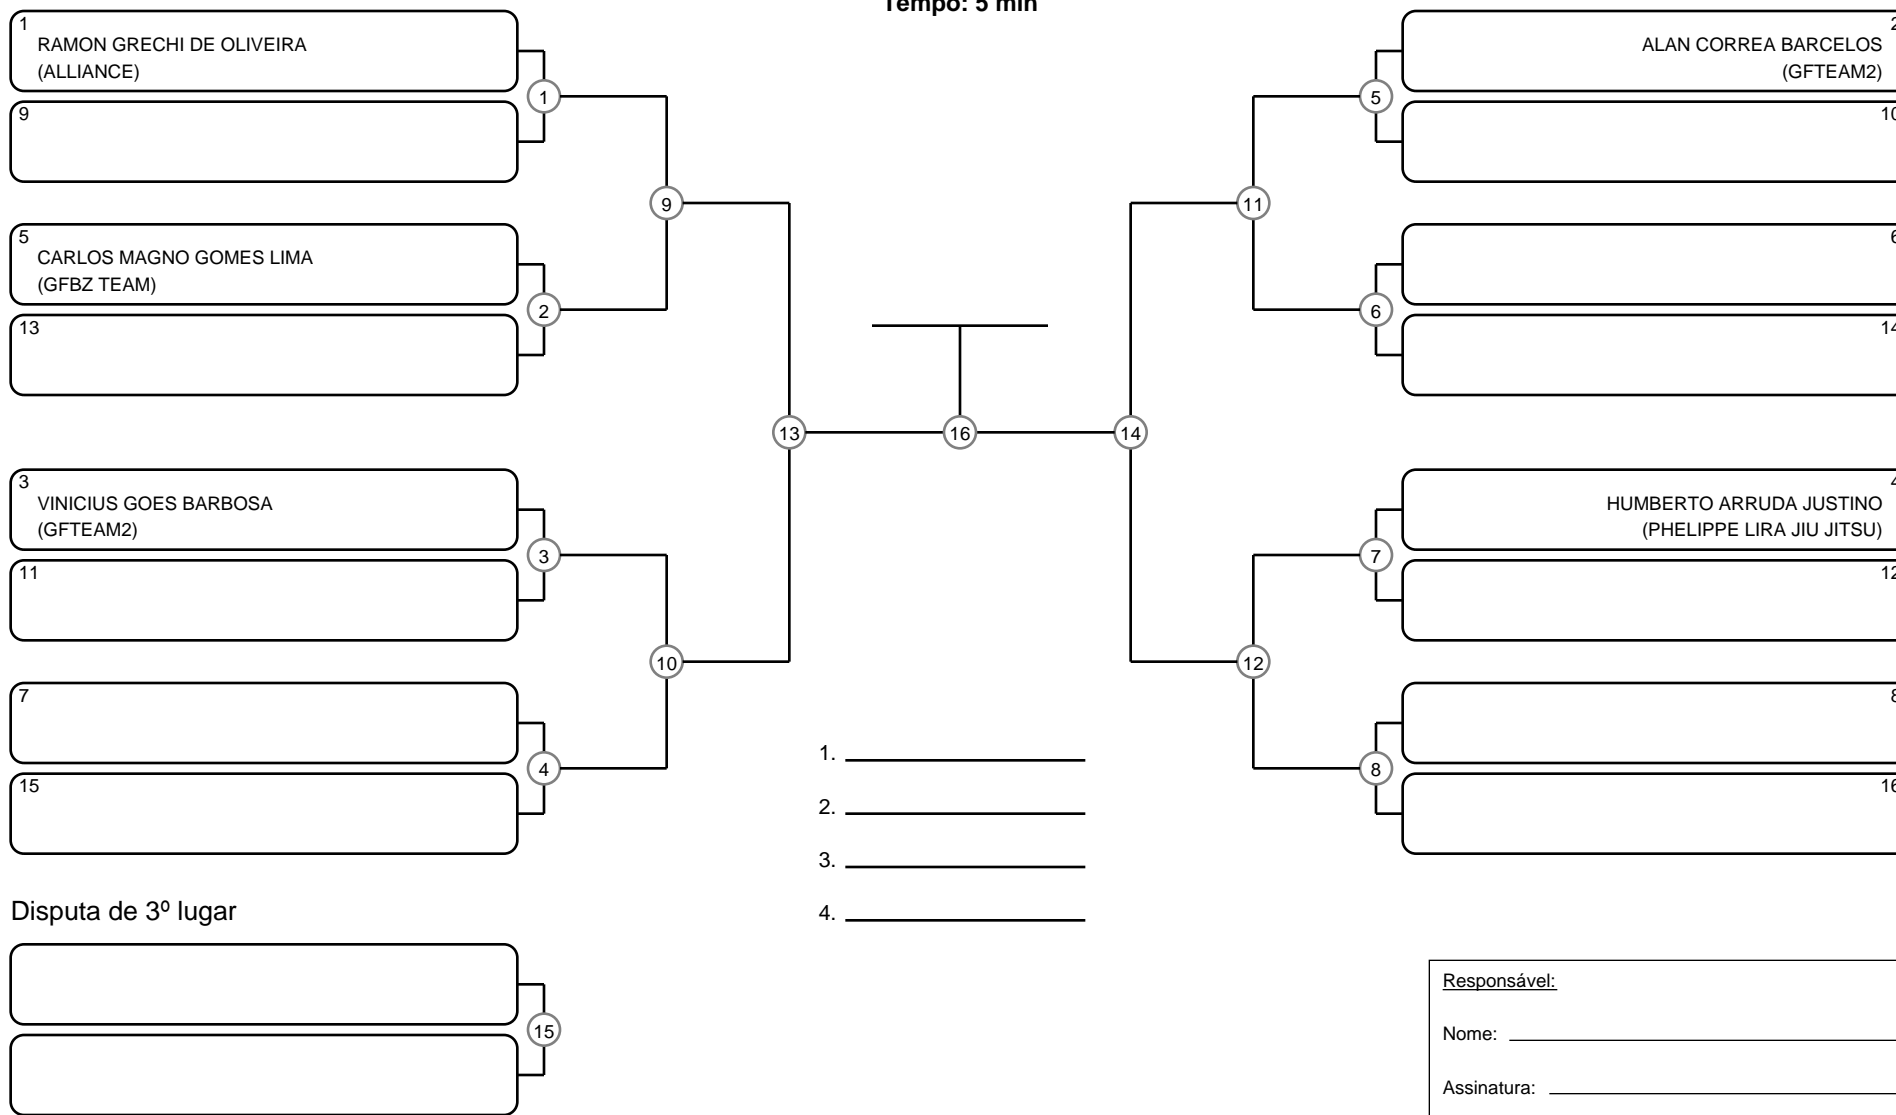 Tempo: 5 min
1
RAMON GRECHI DE OLIVEIRA
(ALLIANCE)
9
1
5
CARLOS MAGNO GOMES LIMA
(GFBZ TEAM)
13
2
9
3
VINICIUS GOES BARBOSA
(GFTEAM2)
11
3
7
15
4
10
13
16
14
2
ALAN CORREA BARCELOS
(GFTEAM2)
10
5
6
14
6
11
4
HUMBERTO ARRUDA JUSTINO
(PHELIPPE LIRA JIU JITSU)
12
7
8
16
8
12
1.
2.
3.
4.
Disputa de 3º lugar
15
Responsável:
Nome:
Assinatura: